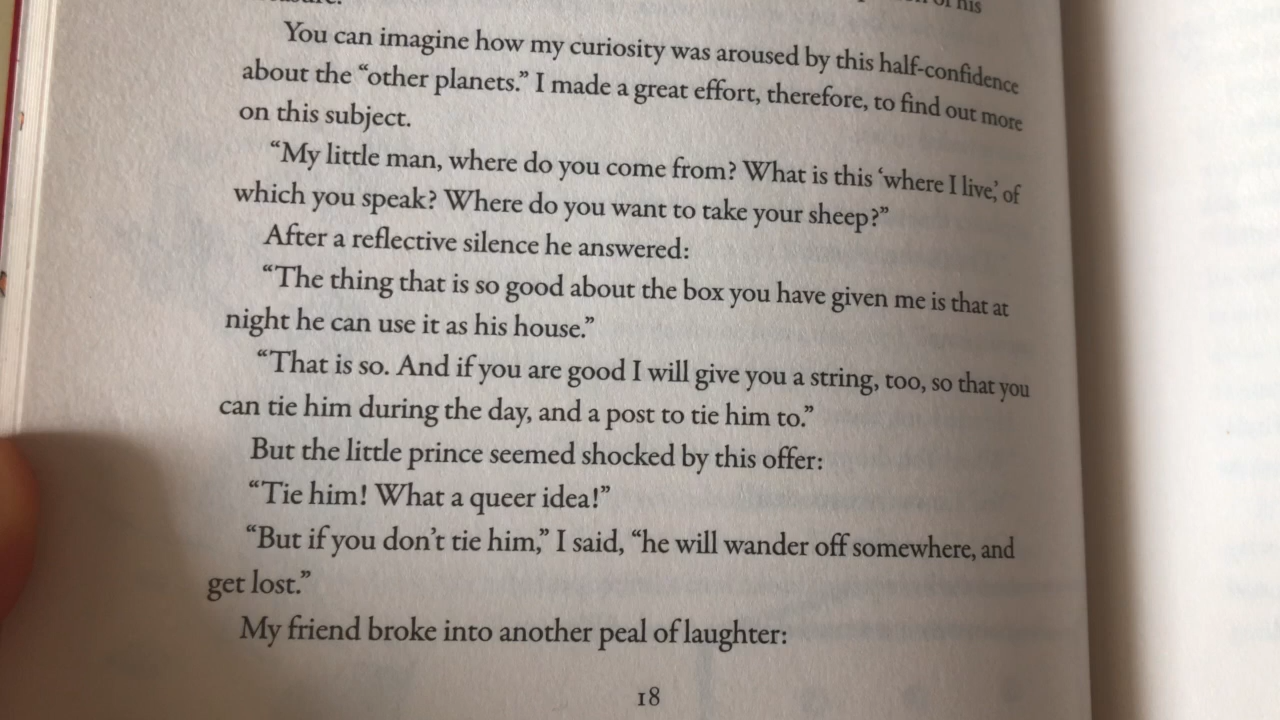 of his
You can imagine how my curiosity was aroused by this half-confidence
about the “other planets.” I made a great effort, therefore, to find out more
on this subject.
“My little man, where do you come from? What is this ‘where I live,’ of
which you speak? Where do you want to take your sheep?”
After a reflective silence he answered:
“The thing that is so good about the box you have given me is that at
night he can use it as his house.”
“That is so. And if you are good I will give you a string, too, so that you
can tie him during the day, and a post to tie him to.”
But the little prince seemed shocked by this offer:
“Tie him! What a queer idea!”
“But if you don’t tie him,” I said, “he will wander off somewhere, and
get lost.”
My friend broke into another peal of laughter:
18